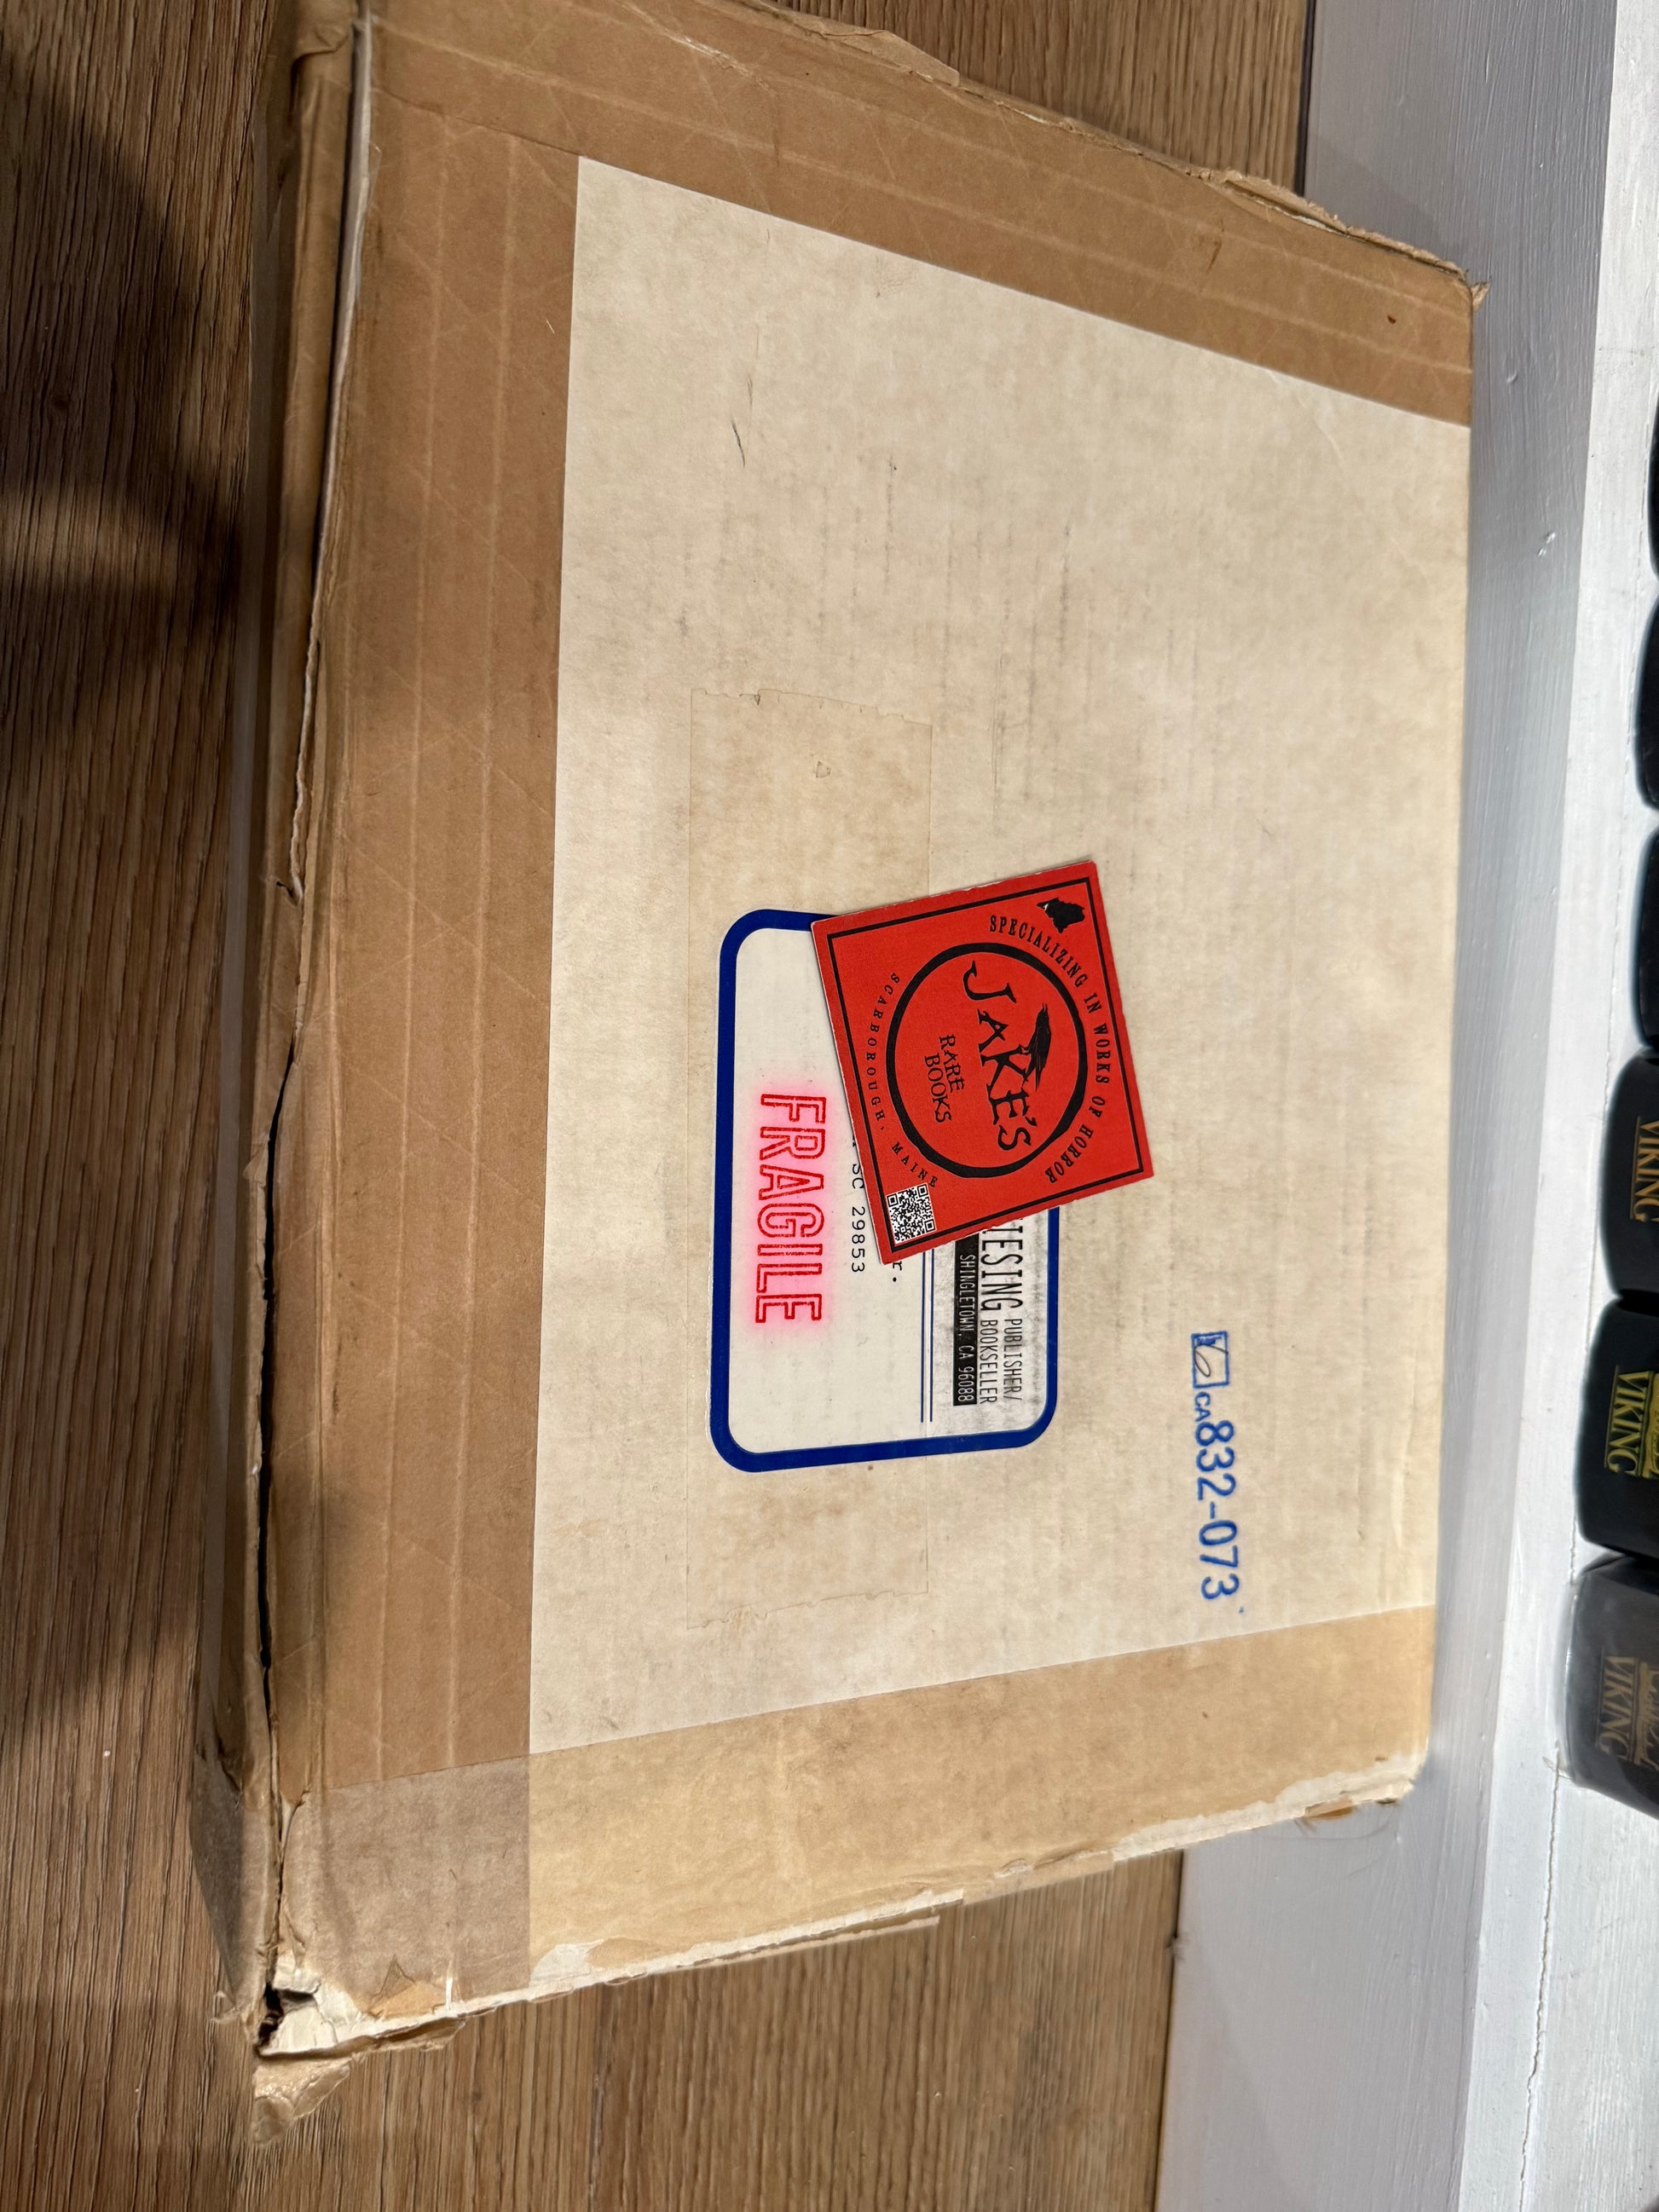 CA832-073
TESING PUBLISHER/
BOOKSELLER
SHINGLETOWN, CA 96088
r.
SC 29853
FRAGILE
SPECIALIZING IN WORKS OF HORROR
JAKE'S
RARE
BOOKS
SCARBOROUGH, MAINE
VIKING
VIKING
VIKING